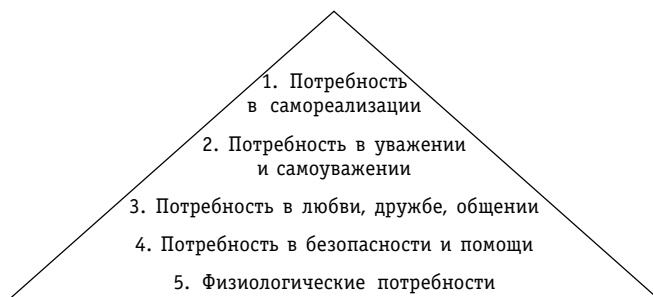 1. Потребность
в самореализации
2. Потребность в уважении
и самоуважении
3. Потребность в любви, дружбе, общении
4. Потребность в безопасности и помощи
5. Физиологические потребности